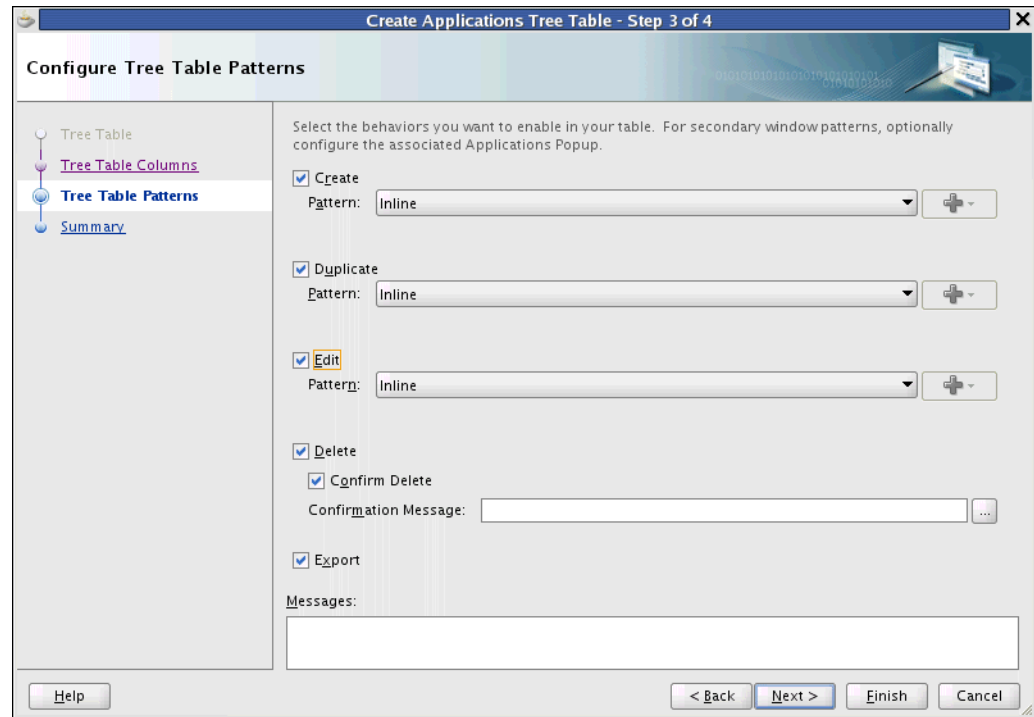 Create Applications Tree Table - Step 3 of 4
Configure Tree Table Patterns
Tree Table
Tree Table Columns
Tree Table Patterns
Summary
Select the behaviors you want to enable in your table. For secondary window patterns, optionally
configure the associated Applications Popup.
Create
Pattern: Inline
Duplicate
Pattern: Inline
Edit
Pattern: Inline
Delete
Confirm Delete
Confirmation Message: ...
Export
Messages:
Help
< Back Next > Finish Cancel